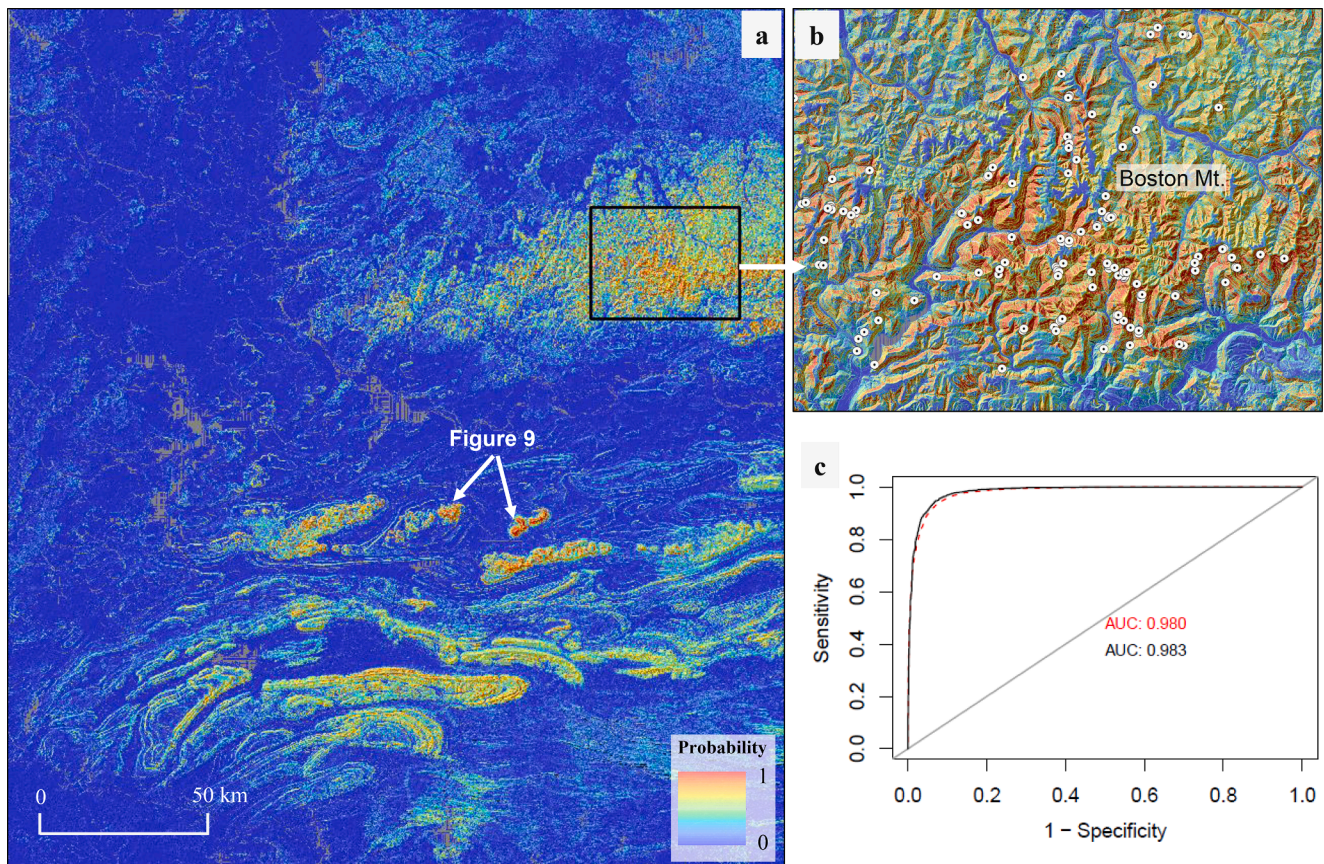 a
Figure 9
Probability
1
0
0
50 km
b
Boston Mt.
c
1.0
0.8
0.6
0.4
0.2
0.0
Sensitivity
AUC: 0.980
AUC: 0.983
0.0 0.2 0.4 0.6 0.8 1.0
1 − Specificity